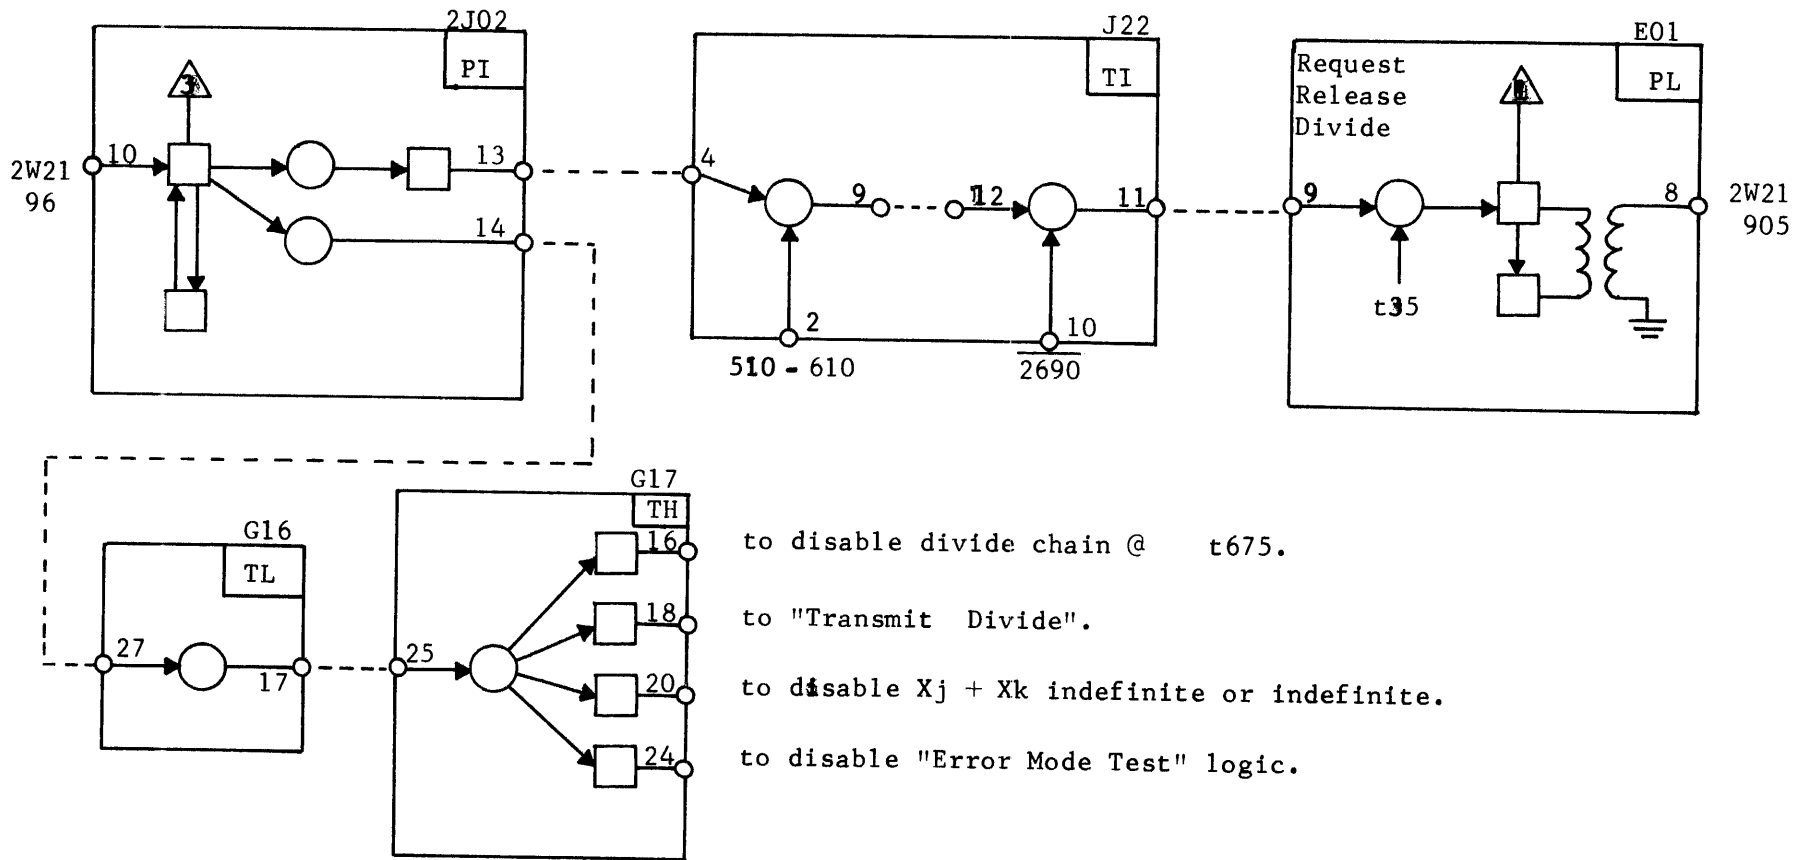 2J02
PI
3
2W21
96
10
13
14
J22
TI
4
9
12
11
2
510 - 610
10
2690
E01
PL
Request
Release
Divide
9
t35
8
2W21
905
G16
TL
27
17
G17
TH
25
16
to disable divide chain @ t675.
18
to "Transmit Divide".
20
to disable Xj + Xk indefinite or indefinite.
24
to disable "Error Mode Test" logic.